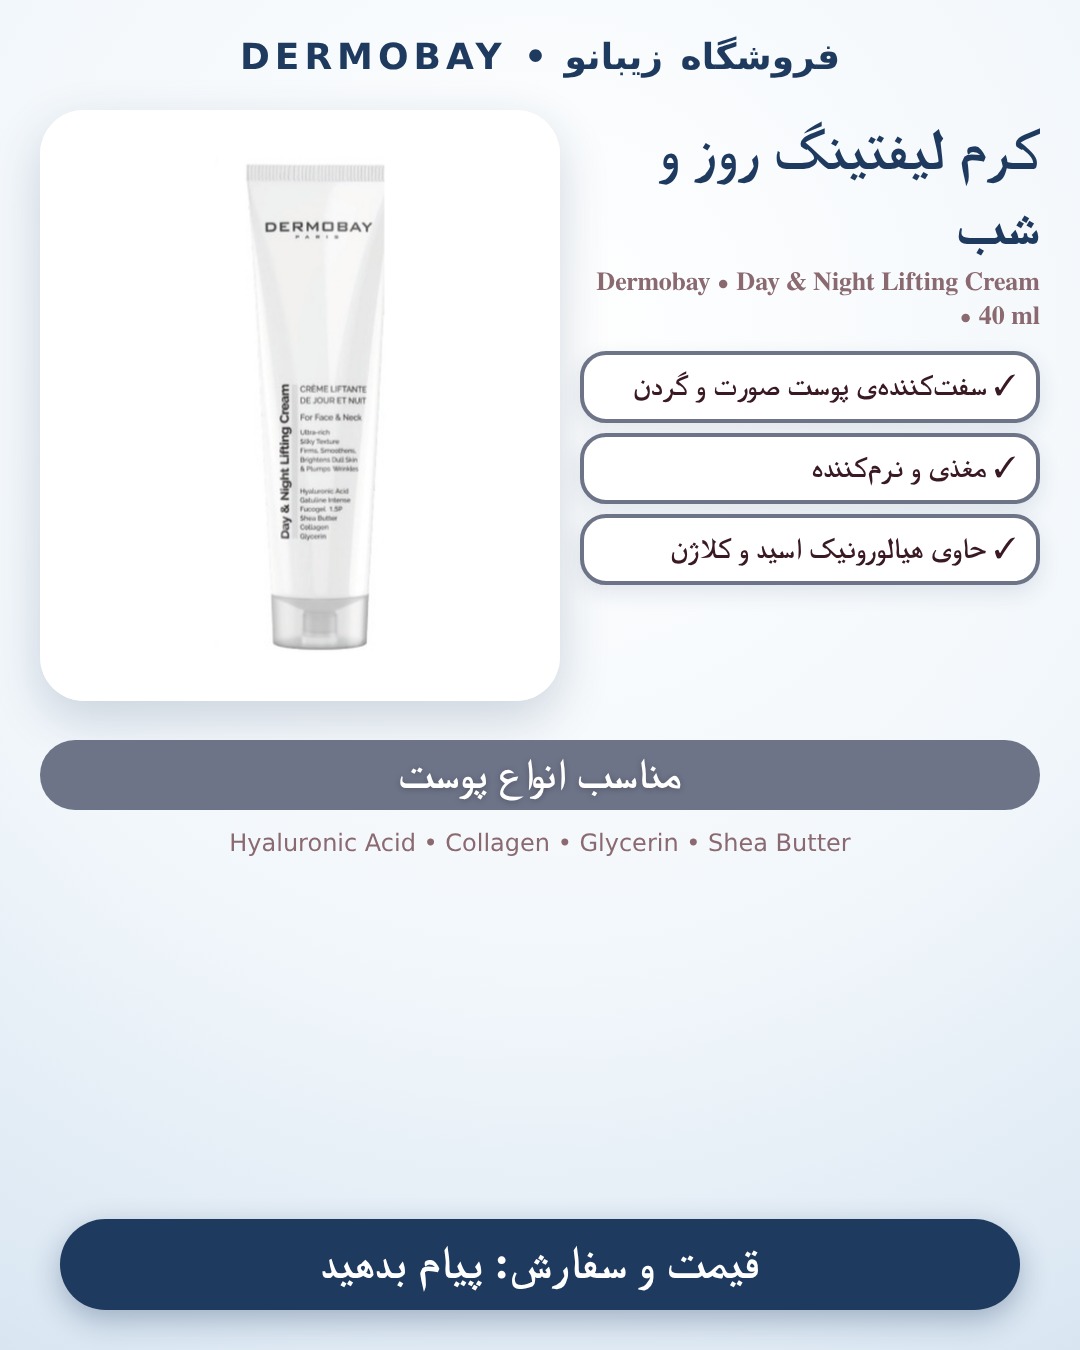 فروشگاه زیبانو • DERMOBAY
کرم لیفتینگ روز و
شب
Dermobay • Day & Night Lifting Cream
• 40 ml
✓ سفت‌کننده‌ی پوست صورت و گردن
✓ مغذی و نرم‌کننده
✓ حاوی هیالورونیک اسید و کلاژن
DERMOBAY
PARIS
Day & Night Lifting Cream
CRÈME LIFTANTE
DE JOUR ET NUIT
For Face & Neck
Ultra-rich
Silky Texture
Firms, Smoothens,
Brightens Dull Skin
& Plumps Wrinkles
Hyaluronic Acid
Gatuline Intense
Fucogel 1.5P
Shea Butter
Collagen
Glycerin
مناسب انواع پوست
Hyaluronic Acid • Collagen • Glycerin • Shea Butter
قیمت و سفارش: پیام بدهید